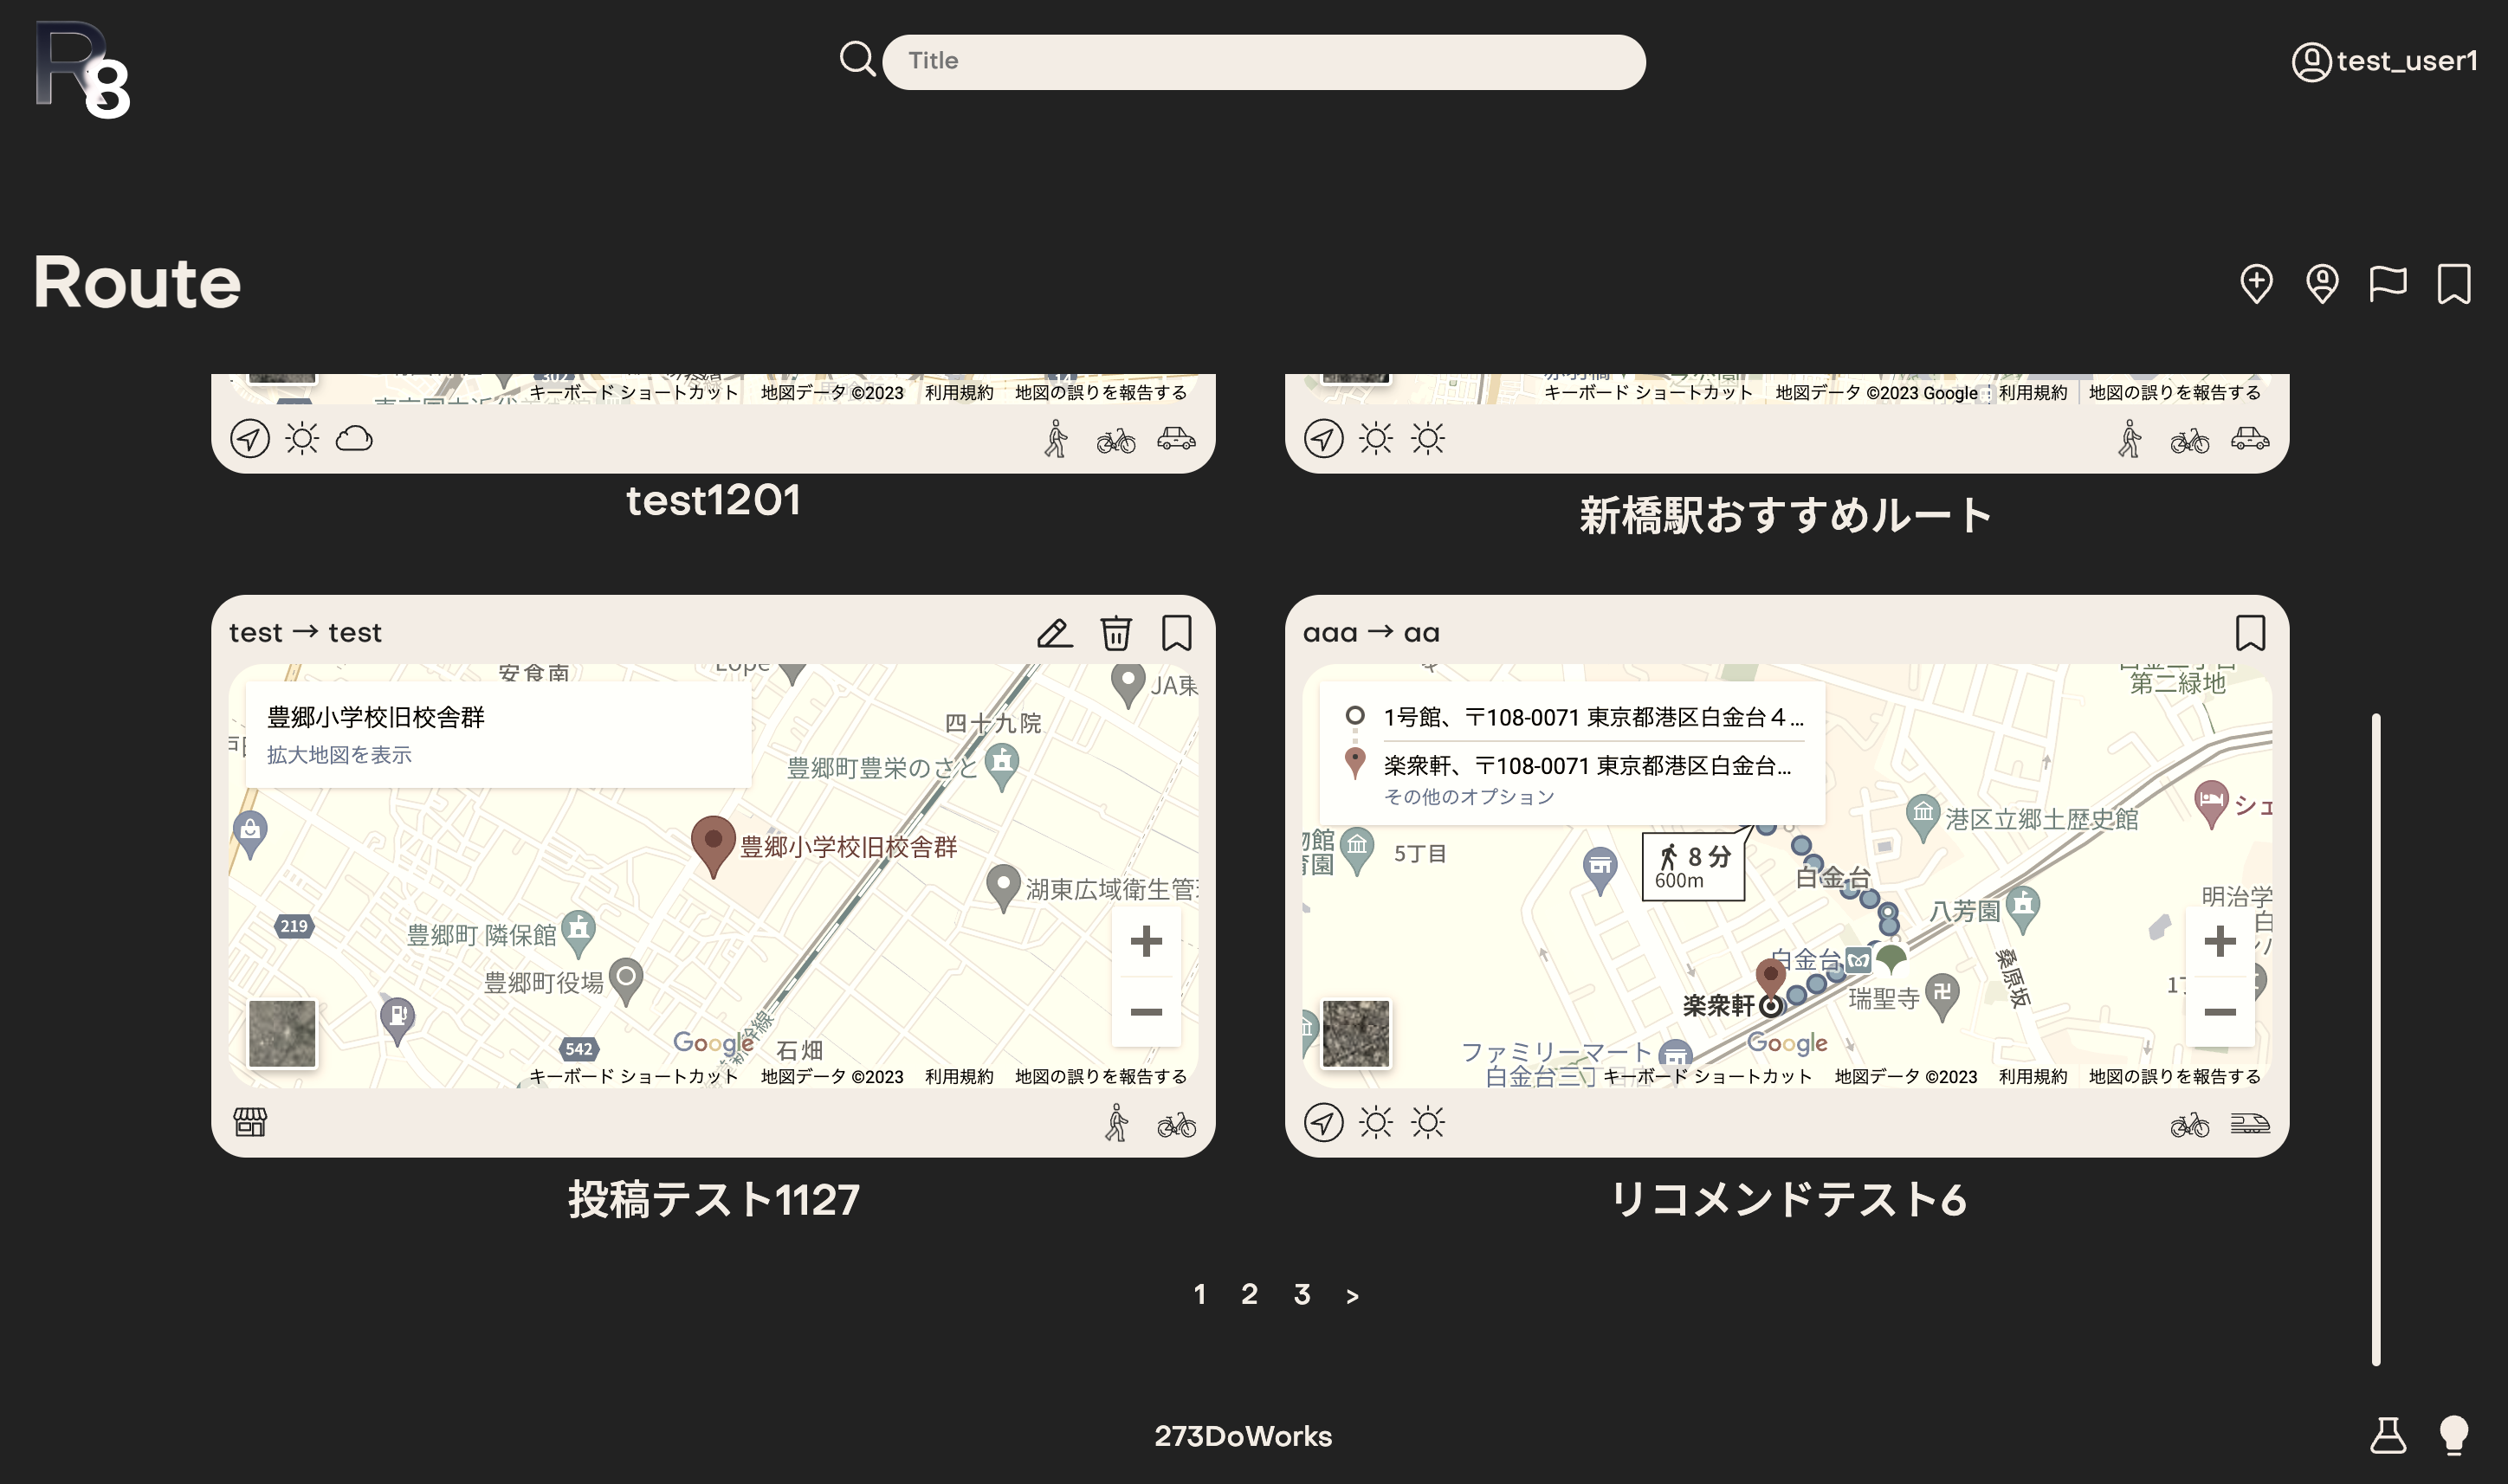 R8
Title
test_user1
Route
キーボード ショートカット 地図データ ©2023 利用規約 地図の誤りを報告する
キーボード ショートカット 地図データ ©2023 Google 利用規約 地図の誤りを報告する
test1201
新橋駅おすすめルート
test → test
安食南
豊郷小学校旧校舎群
拡大地図を表示
四十九院
豊郷町豊栄のさと
豊郷小学校旧校舎群
湖東広域衛生管
219
豊郷町 隣保館
豊郷町役場
542
Google
石畑
キーボード ショートカット 地図データ ©2023 利用規約 地図の誤りを報告する
投稿テスト1127
aaa → aa
第二緑地
1号館、〒108-0071 東京都港区白金台４...
楽衆軒、〒108-0071 東京都港区白金台...
その他のオプション
港区立郷土歴史館
シェ
5丁目
8 分
600m
白金台
八芳園
明治学
白金台
桑原坂
楽衆軒
瑞聖寺
Google
ファミリーマート
白金台三丁
キーボード ショートカット 地図データ ©2023 利用規約 地図の誤りを報告する
リコメンドテスト6
1 2 3 >
273DoWorks